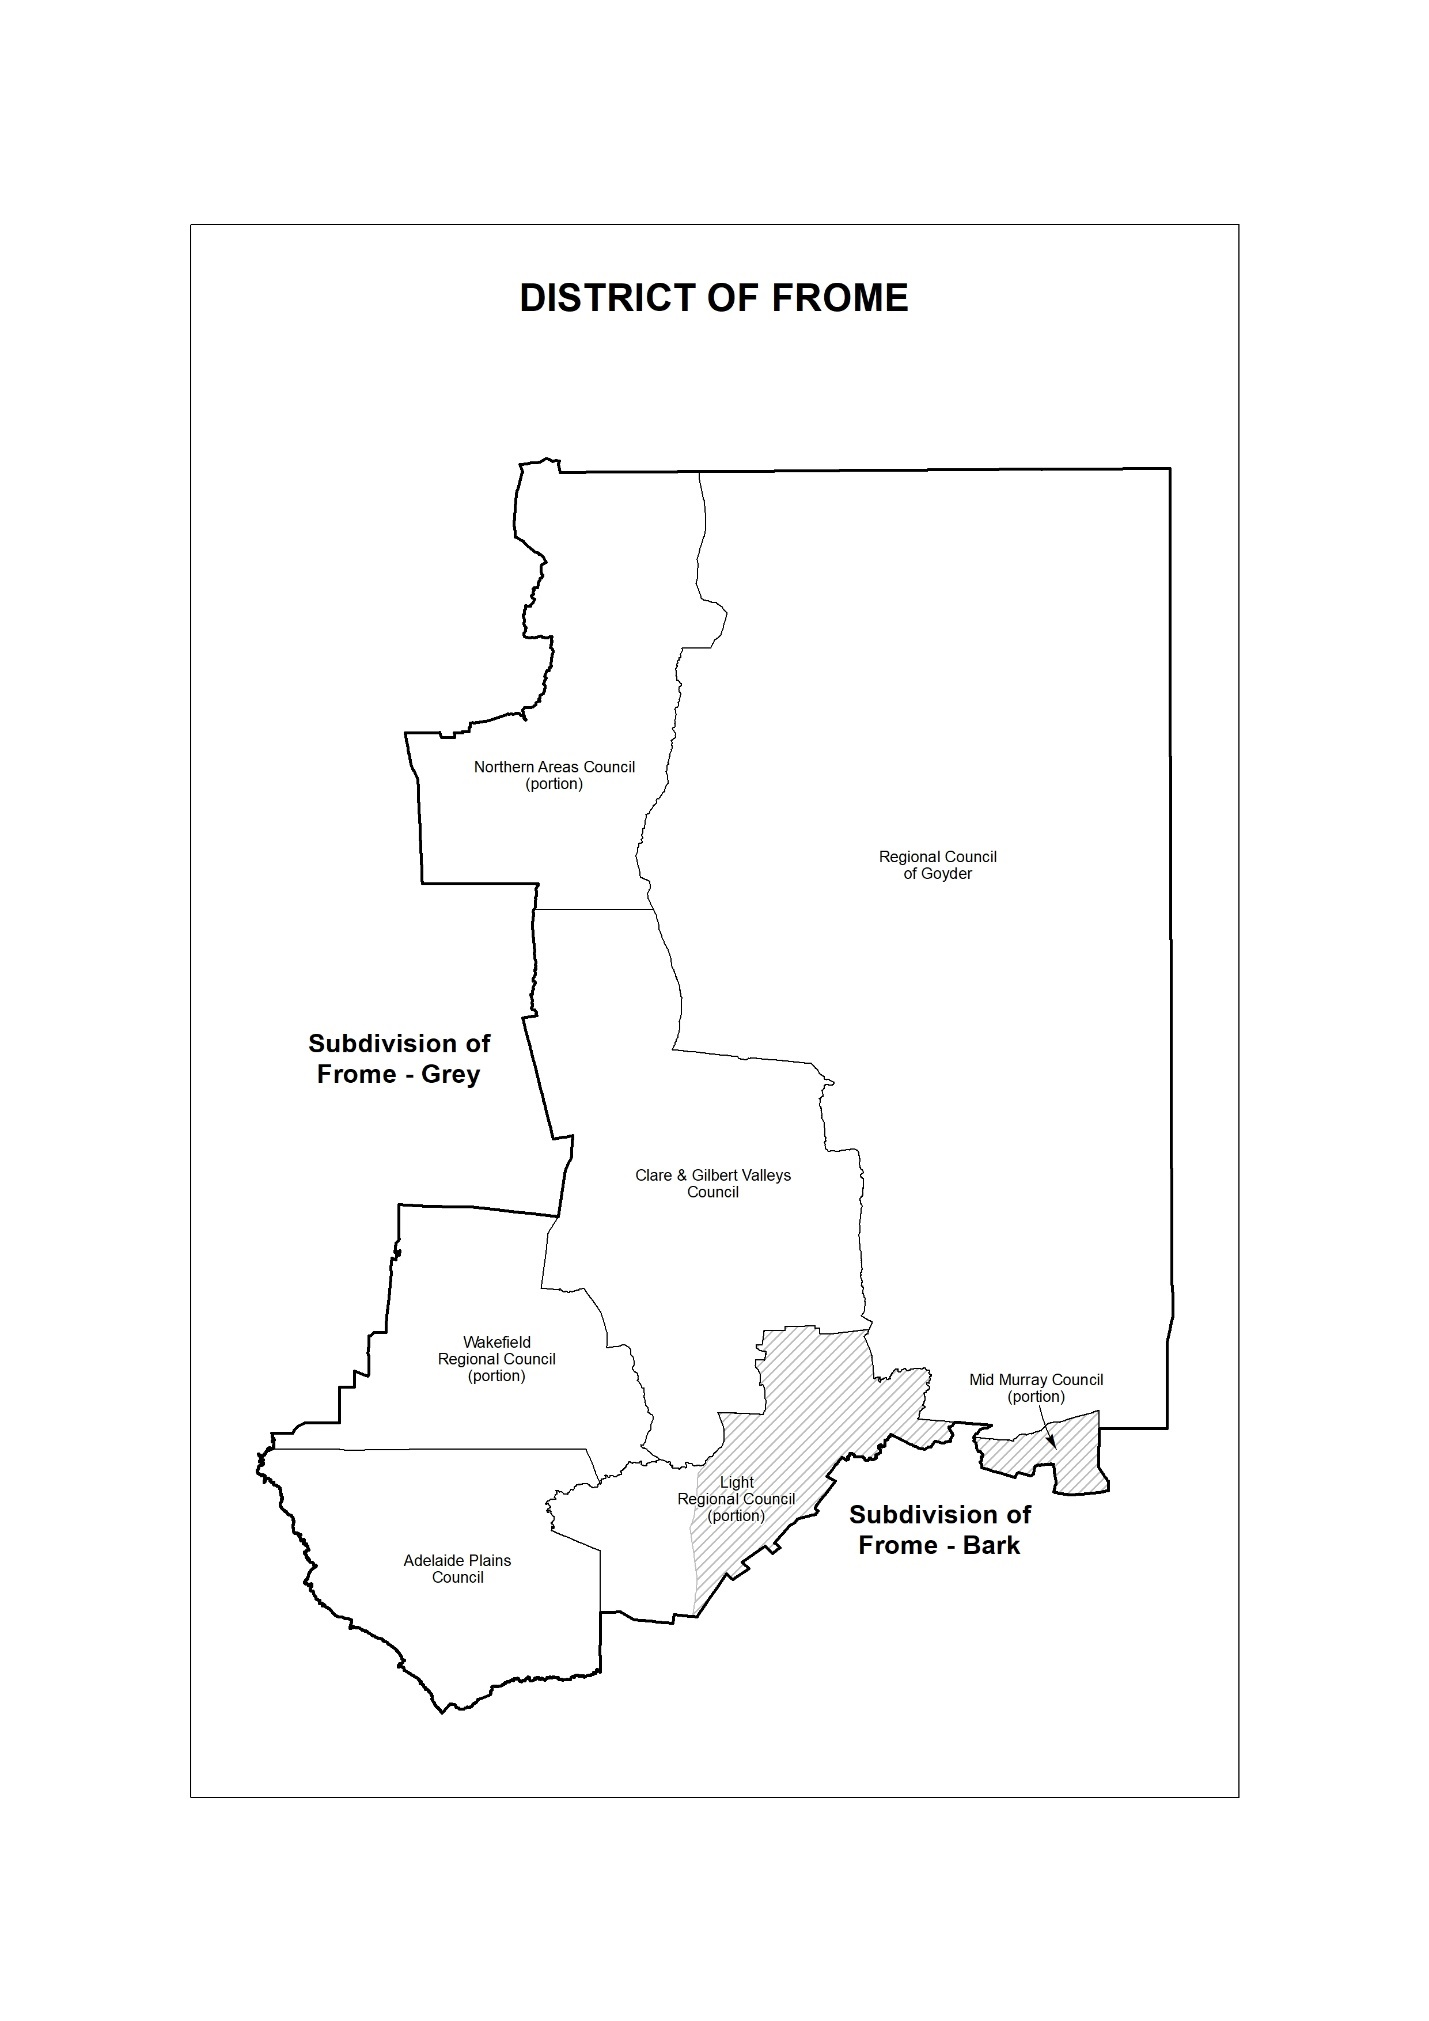 DISTRICT OF FROME
Northern Areas Council
(portion)
Regional Council
of Goyder
Subdivision of
Frome - Grey
Clare & Gilbert Valleys
Council
Wakefield
Regional Council
(portion)
Mid Murray Council
(portion)
Light
Regional Council
(portion)
Subdivision of
Frome - Bark
Adelaide Plains
Council